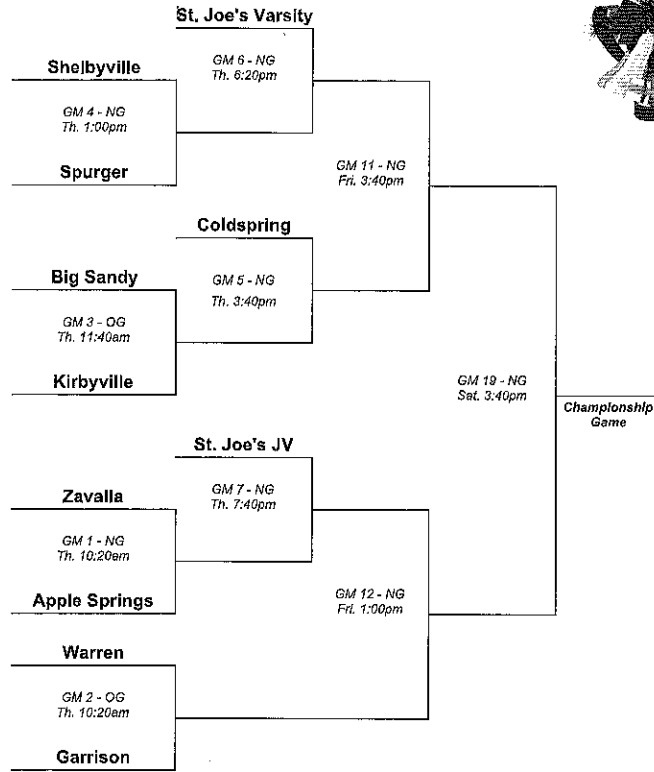 St. Joe's Varsity
Shelbyville
GM 6 - NG
Th. 6:20pm
GM 4 - NG
Th. 1:00pm
Spurger
GM 11 - NG
Fri. 3:40pm
Coldspring
Big Sandy
GM 5 - NG
Th. 3:40pm
GM 3 - OG
Th. 11:40am
Kirbyville
GM 19 - NG
Sat. 3:40pm
Championship
Game
St. Joe's JV
Zavalla
GM 7 - NG
Th. 7:40pm
GM 1 - NG
Th. 10:20am
Apple Springs
GM 12 - NG
Fri. 1:00pm
Warren
GM 2 - OG
Th. 10:20am
Garrison